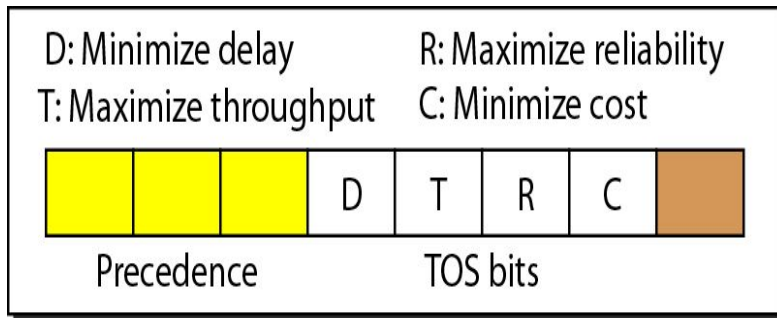 D: Minimize delay R: Maximize reliability
T: Maximize throughput C: Minimize cost
D T R C
Precedence TOS bits